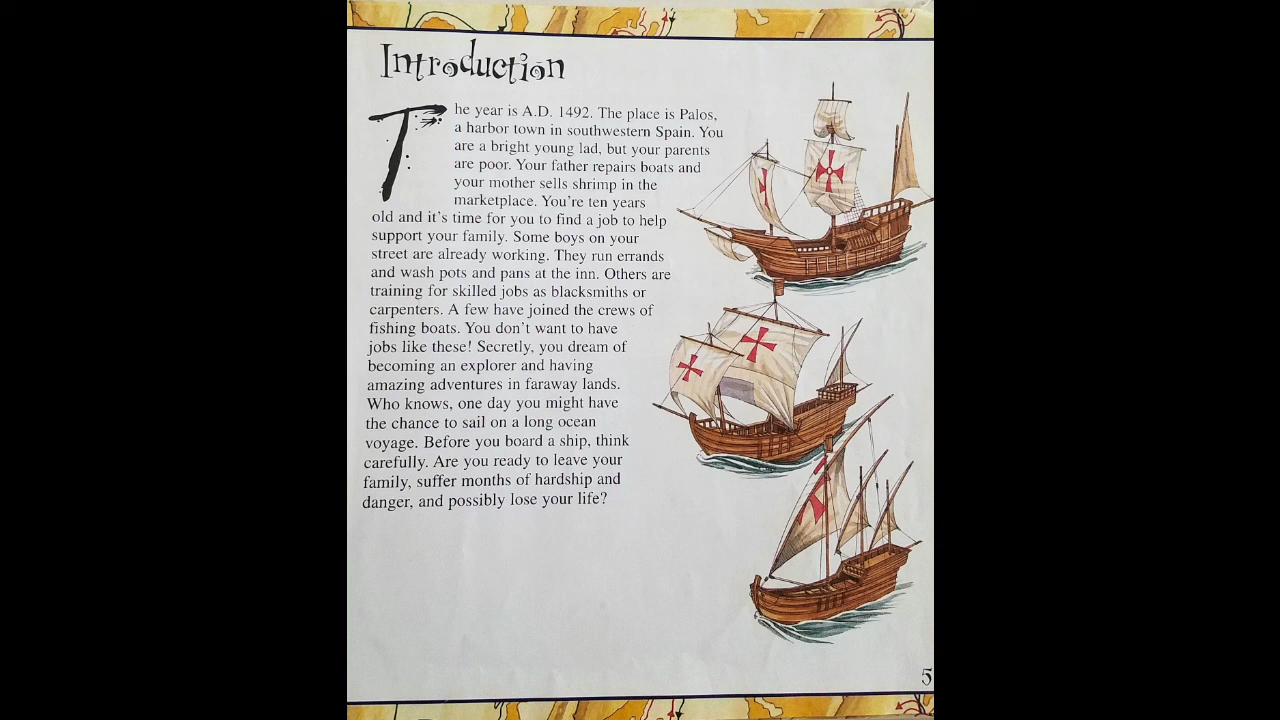 Introduction
The year is A.D. 1492. The place is Palos,
a harbor town in southwestern Spain. You
are a bright young lad, but your parents
are poor. Your father repairs boats and
your mother sells shrimp in the
marketplace. You're ten years
old and it's time for you to find a job to help
support your family. Some boys on your
street are already working. They run errands
and wash pots and pans at the inn. Others are
training for skilled jobs as blacksmiths or
carpenters. A few have joined the crews of
fishing boats. You don't want to have
jobs like these! Secretly, you dream of
becoming an explorer and having
amazing adventures in faraway lands.
Who knows, one day you might have
the chance to sail on a long ocean
voyage. Before you board a ship, think
carefully. Are you ready to leave your
family, suffer months of hardship and
danger, and possibly lose your life?
5